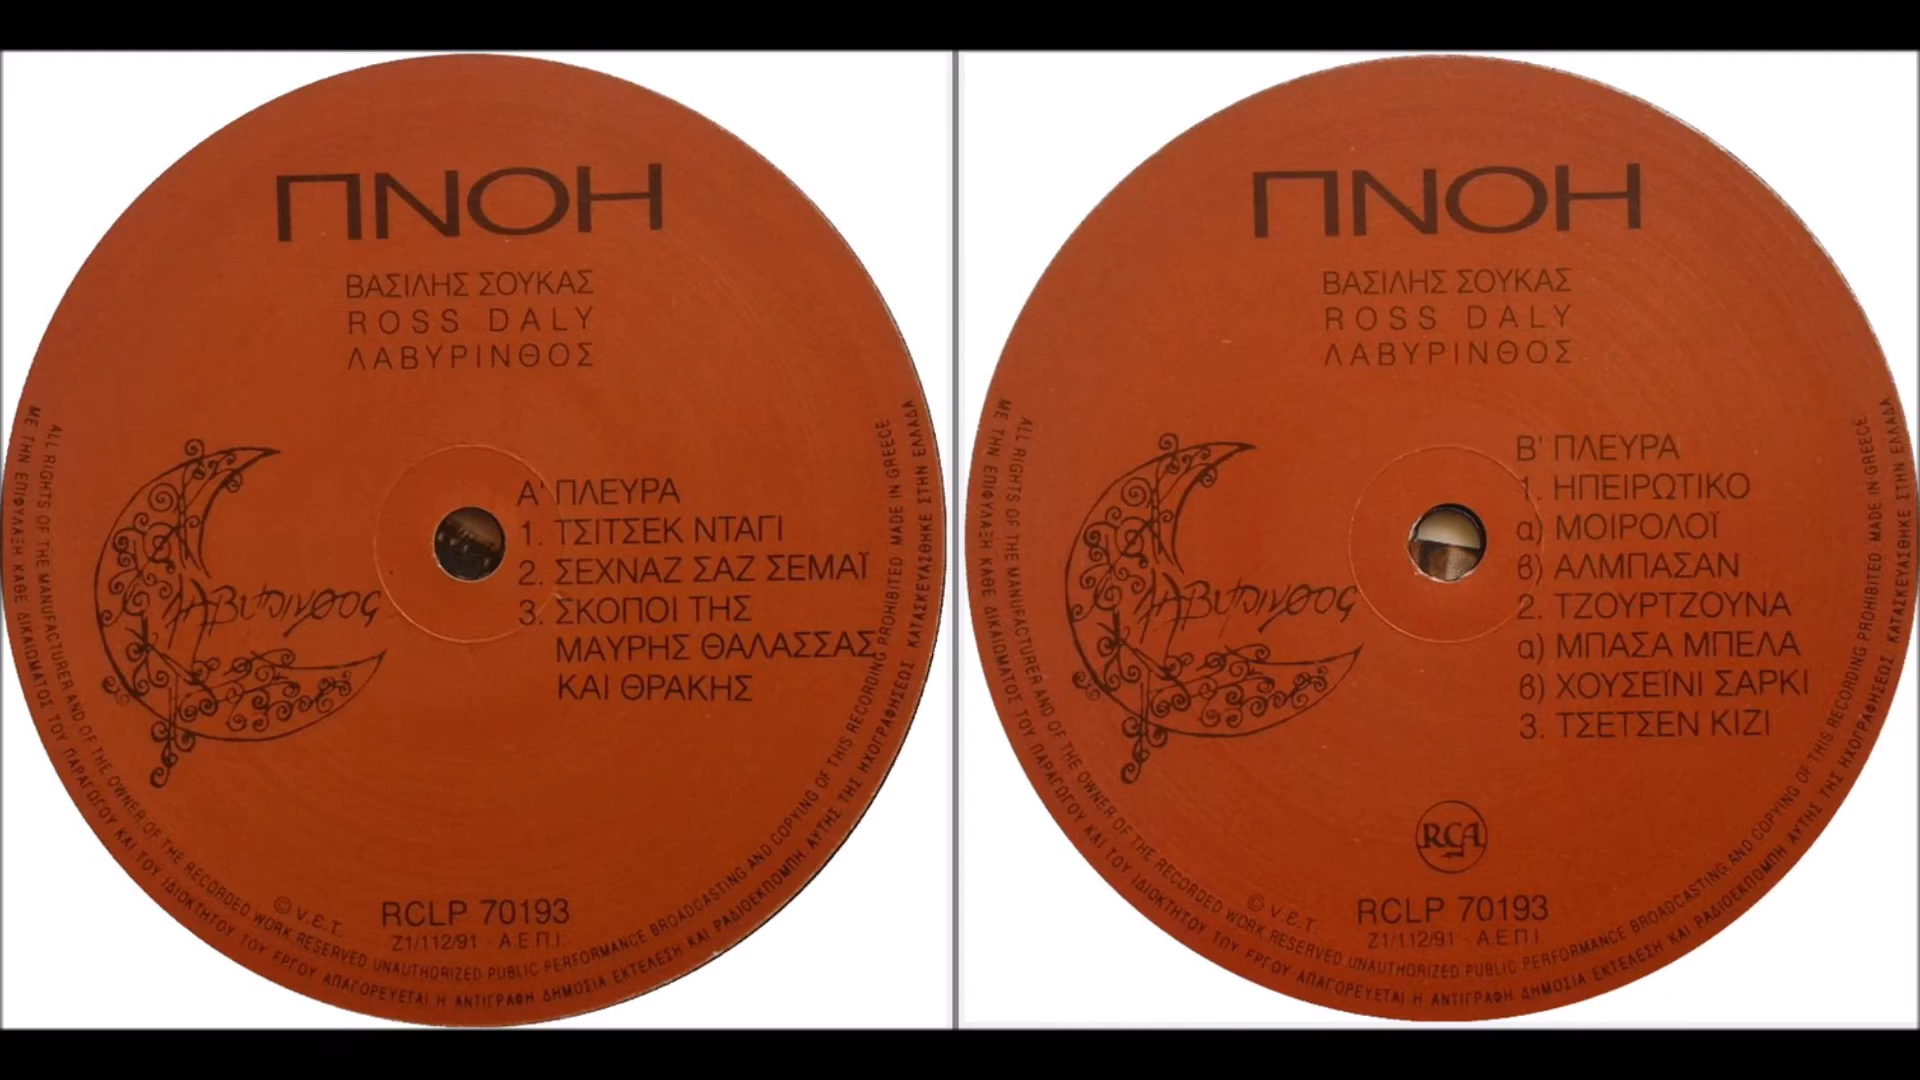 ΠΝΟΗ
ΒΑΣΙΛΗΣ ΣΟΥΚΑΣ
ROSS DALY
ΛΑΒΥΡΙΝΘΟΣ
Α' ΠΛΕΥΡΑ
1. ΤΣΙΤΣΕΚ ΝΤΑΓΙ
2. ΣΕΧΝΑΖ ΣΑΖ ΣΕΜΑΪ
3. ΣΚΟΠΟΙ ΤΗΣ
ΜΑΥΡΗΣ ΘΑΛΑΣΣΑΣ
ΚΑΙ ΘΡΑΚΗΣ
ΛΑΒυρινθος
© V.E.T.
RCLP 70193
Z1/112/91 - Α.Ε.Π.Ι.
ALL RIGHTS OF THE MANUFACTURER AND OF THE OWNER OF THE RECORDED WORK RESERVED UNAUTHORIZED PUBLIC PERFORMANCE BROADCASTING AND COPYING OF THIS RECORDING PROHIBITED MADE IN GREECE
ΜΕ ΤΗΝ ΕΠΙΦΥΛΑΞΗ ΚΑΘΕ ΔΙΚΑΙΩΜΑΤΟΣ ΤΟΥ ΠΑΡΑΓΩΓΟΥ ΚΑΙ ΤΟΥ ΙΔΙΟΚΤΗΤΟΥ ΤΟΥ ΕΡΓΟΥ ΑΠΑΓΟΡΕΥΕΤΑΙ Η ΑΝΤΙΓΡΑΦΗ ΔΗΜΟΣΙΑ ΕΚΤΕΛΕΣΗ ΚΑΙ ΡΑΔΙΟΕΚΠΟΜΠΗ ΑΥΤΗΣ ΤΗΣ ΗΧΟΓΡΑΦΗΣΕΩΣ ΚΑΤΑΣΚΕΥΑΣΘΗΚΕ ΣΤΗΝ ΕΛΛΑΔΑ
ΠΝΟΗ
ΒΑΣΙΛΗΣ ΣΟΥΚΑΣ
ROSS DALY
ΛΑΒΥΡΙΝΘΟΣ
Β' ΠΛΕΥΡΑ
1. ΗΠΕΙΡΩΤΙΚΟ
α) ΜΟΙΡΟΛΟΪ
β) ΑΛΜΠΑΣΑΝ
2. ΤΖΟΥΡΤΖΟΥΝΑ
α) ΜΠΑΣΑ ΜΠΕΛΑ
β) ΧΟΥΣΕΪΝΙ ΣΑΡΚΙ
3. ΤΣΕΤΣΕΝ ΚΙΖΙ
ΛΑΒυρινθος
RCA
© V.E.T.
RCLP 70193
Z1/112/91 - Α.Ε.Π.Ι.
ALL RIGHTS OF THE MANUFACTURER AND OF THE OWNER OF THE RECORDED WORK RESERVED UNAUTHORIZED PUBLIC PERFORMANCE BROADCASTING AND COPYING OF THIS RECORDING PROHIBITED MADE IN GREECE
ΜΕ ΤΗΝ ΕΠΙΦΥΛΑΞΗ ΚΑΘΕ ΔΙΚΑΙΩΜΑΤΟΣ ΤΟΥ ΠΑΡΑΓΩΓΟΥ ΚΑΙ ΤΟΥ ΙΔΙΟΚΤΗΤΟΥ ΤΟΥ ΕΡΓΟΥ ΑΠΑΓΟΡΕΥΕΤΑΙ Η ΑΝΤΙΓΡΑΦΗ ΔΗΜΟΣΙΑ ΕΚΤΕΛΕΣΗ ΚΑΙ ΡΑΔΙΟΕΚΠΟΜΠΗ ΑΥΤΗΣ ΤΗΣ ΗΧΟΓΡΑΦΗΣΕΩΣ ΚΑΤΑΣΚΕΥΑΣΘΗΚΕ ΣΤΗΝ ΕΛΛΑΔΑ